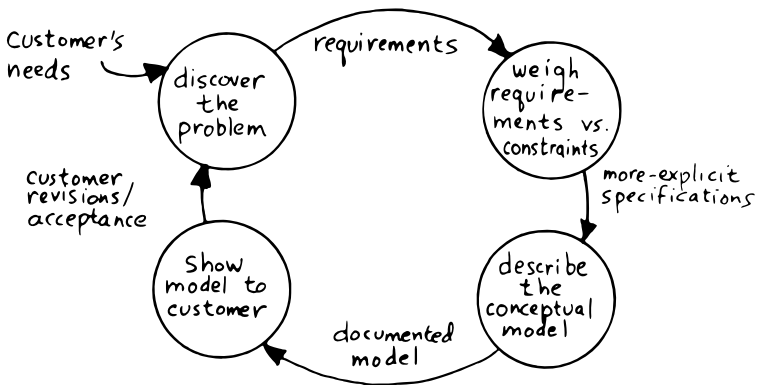 Customer's
needs
discover
the
problem
requirements
weigh
require-
ments vs.
constraints
more-explicit
specifications
describe
the
conceptual
model
documented
model
Show
model to
customer
customer
revisions/
acceptance